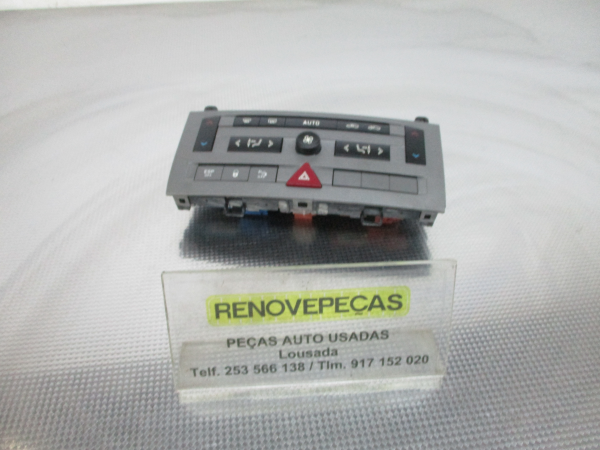 AUTO
RENOVEPEÇAS
PEÇAS AUTO USADAS
Lousada
Telf. 253 566 138 / Tlm. 917 152 020